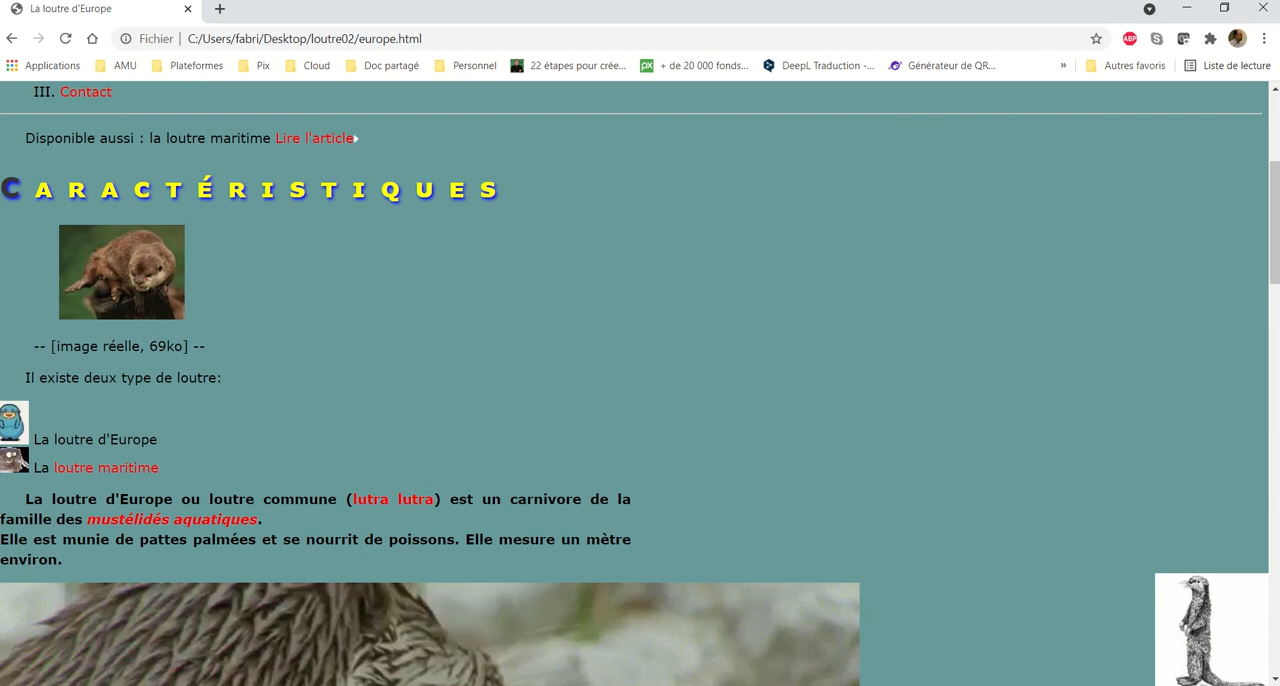 La loutre d'Europe
Fichier | C:/Users/fabri/Desktop/loutre02/europe.html
ABP
Applications AMU Plateformes Pix Cloud Doc partagé Personnel 22 étapes pour crée... + de 20 000 fonds... DeepL Traduction -... Générateur de QR... » Autres favoris Liste de lecture
III. Contact
Disponible aussi : la loutre maritime Lire l'article
CARACTÉRISTIQUES
-- [image réelle, 69ko] --
Il existe deux type de loutre:
La loutre d'Europe
La loutre maritime
La loutre d'Europe ou loutre commune (lutra lutra) est un carnivore de la
famille des mustélidés aquatiques.
Elle est munie de pattes palmées et se nourrit de poissons. Elle mesure un mètre
environ.